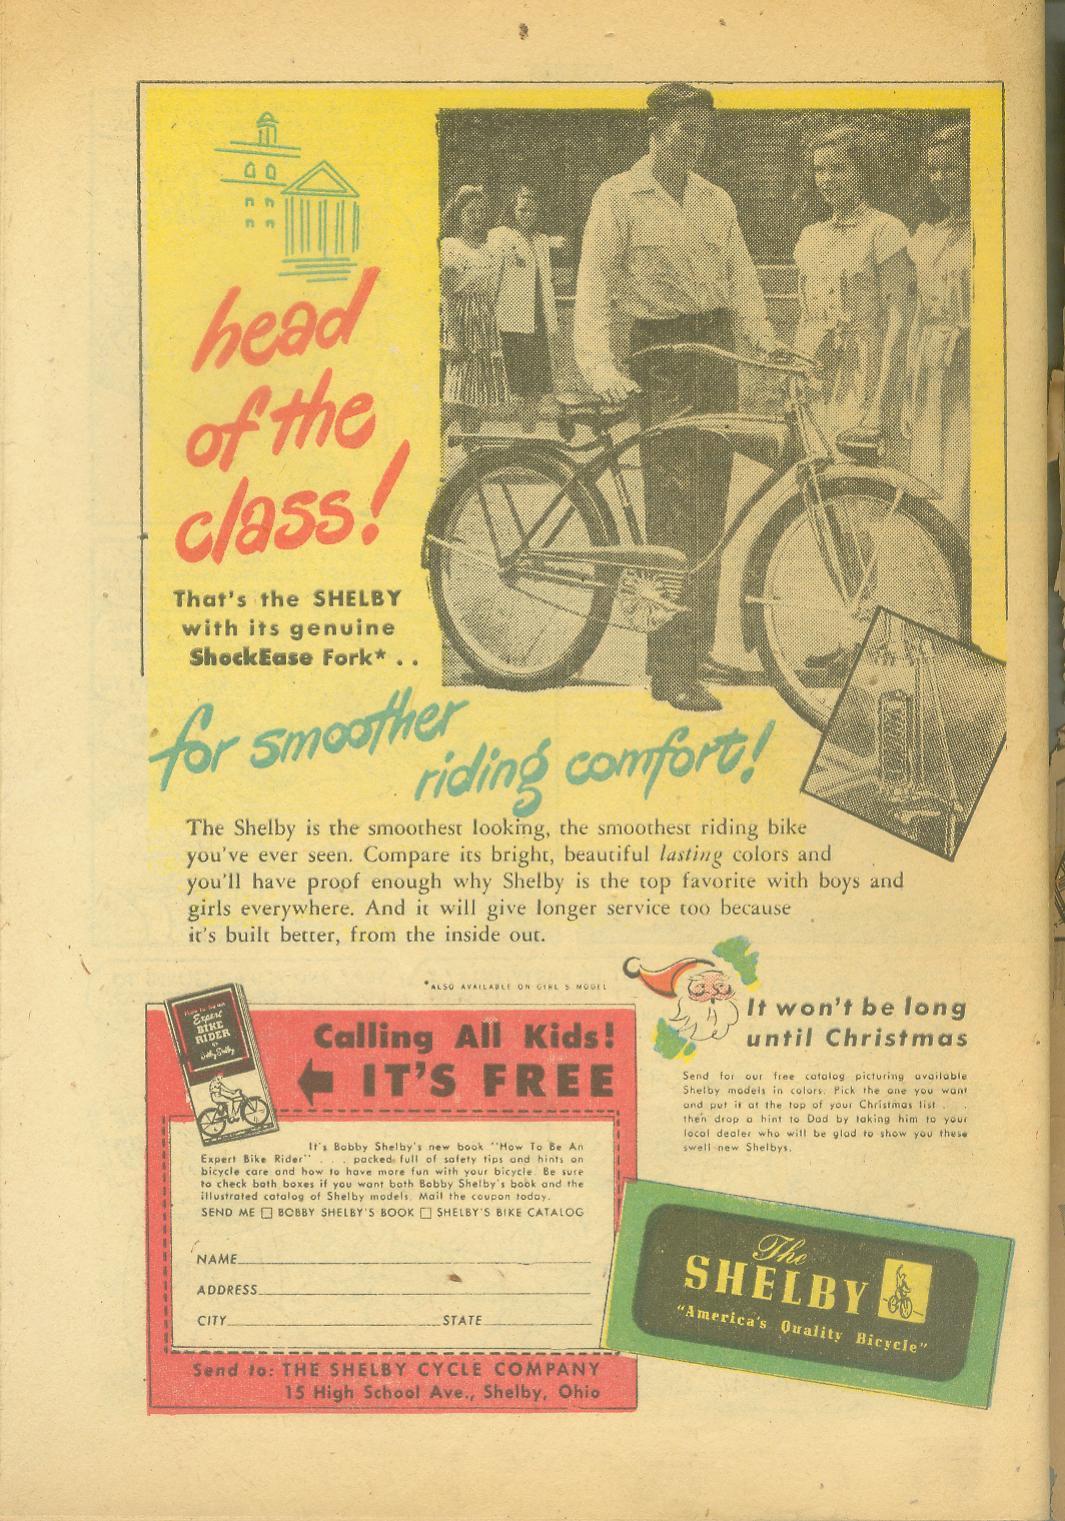 head
of the
class!
That's the SHELBY
with its genuine
ShockEase Fork* . .
for smoother
riding comfort!
The Shelby is the smoothest looking, the smoothest riding bike
you've ever seen. Compare its bright, beautiful lasting colors and
you'll have proof enough why Shelby is the top favorite with boys and
girls everywhere. And it will give longer service too because
it's built better, from the inside out.
*ALSO AVAILABLE ON GIRL'S MODEL
Expert
BIKE
RIDER
Calling All Kids!
IT'S FREE
It's Bobby Shelby's new book "How To Be An
Expert Bike Rider" . . . packed full of safety tips and hints on
bicycle care and how to have more fun with your bicycle. Be sure
to check both boxes if you want both Bobby Shelby's book and the
illustrated catalog of Shelby models. Mail the coupon today.
SEND ME □ BOBBY SHELBY'S BOOK □ SHELBY'S BIKE CATALOG
NAME
ADDRESS
CITY STATE
Send to: THE SHELBY CYCLE COMPANY
15 High School Ave., Shelby, Ohio
It won't be long
until Christmas
Send for our free catalog picturing available
Shelby models in colors. Pick the one you want
and put it at the top of your Christmas list . . .
then drop a hint to Dad by taking him to your
local dealer who will be glad to show you these
swell new Shelbys.
The
SHELBY
"America's Quality Bicycle"